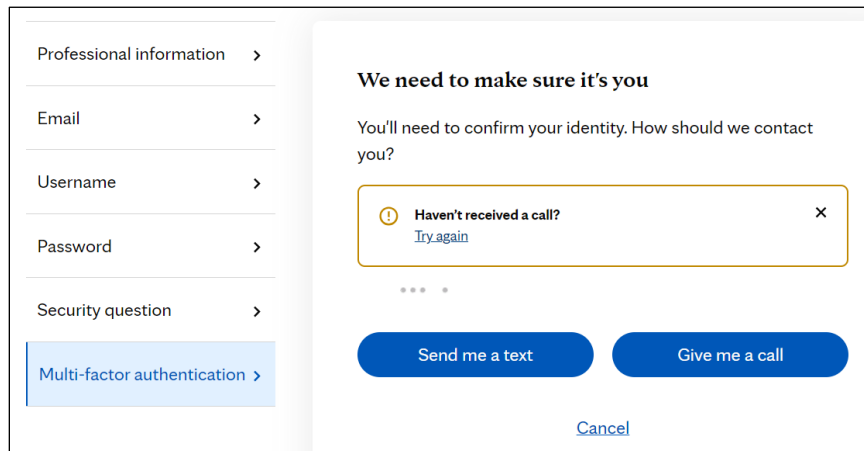 Professional information
Email
Username
Password
Security question
Multi-factor authentication
We need to make sure it's you
You'll need to confirm your identity. How should we contact
you?
Haven't received a call?
Try again
Send me a text
Give me a call
Cancel